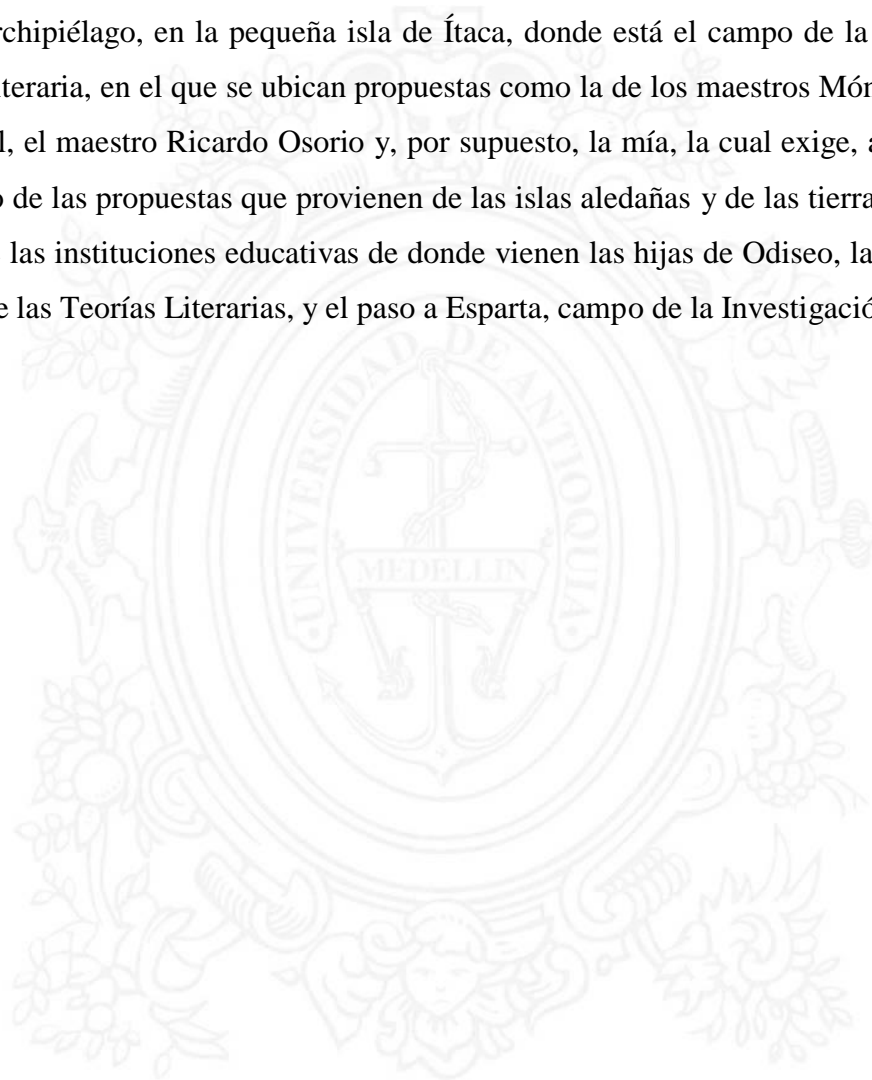 rchipiélago, en la pequeña isla de Ítaca, donde está el campo de la
teraria, en el que se ubican propuestas como la de los maestros Món
l, el maestro Ricardo Osorio y, por supuesto, la mía, la cual exige, a
o de las propuestas que provienen de las islas aledañas y de las tierra
las instituciones educativas de donde vienen las hijas de Odiseo, la
e las Teorías Literarias, y el paso a Esparta, campo de la Investigació
UNIVERSIDAD DE ANTIOQUIA
MEDELLIN